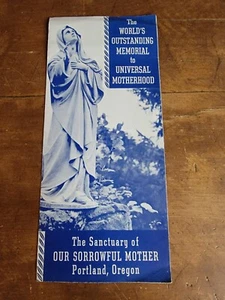 The
WORLD'S
OUTSTANDING
MEMORIAL
to
UNIVERSAL
MOTHERHOOD
The Sanctuary of
OUR SORROWFUL MOTHER
Portland, Oregon